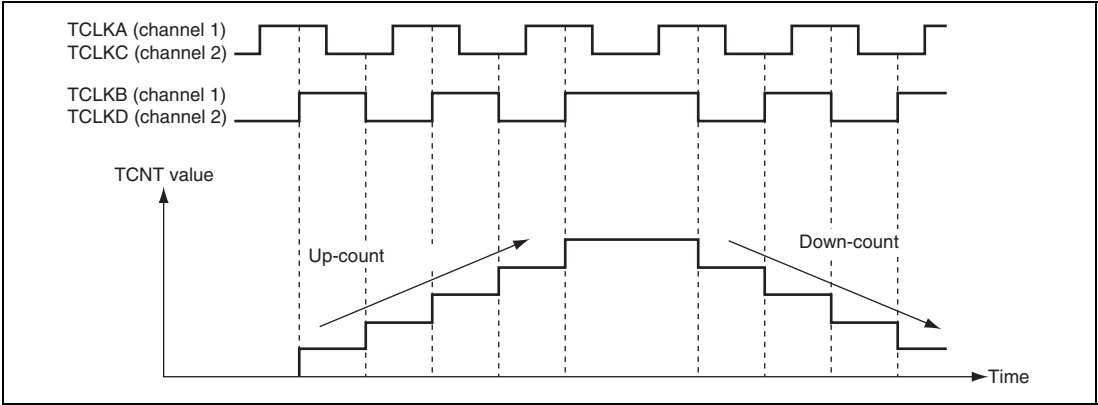 TCLKA (channel 1)
TCLKC (channel 2)
TCLKB (channel 1)
TCLKD (channel 2)
TCNT value
Up-count
Down-count
Time